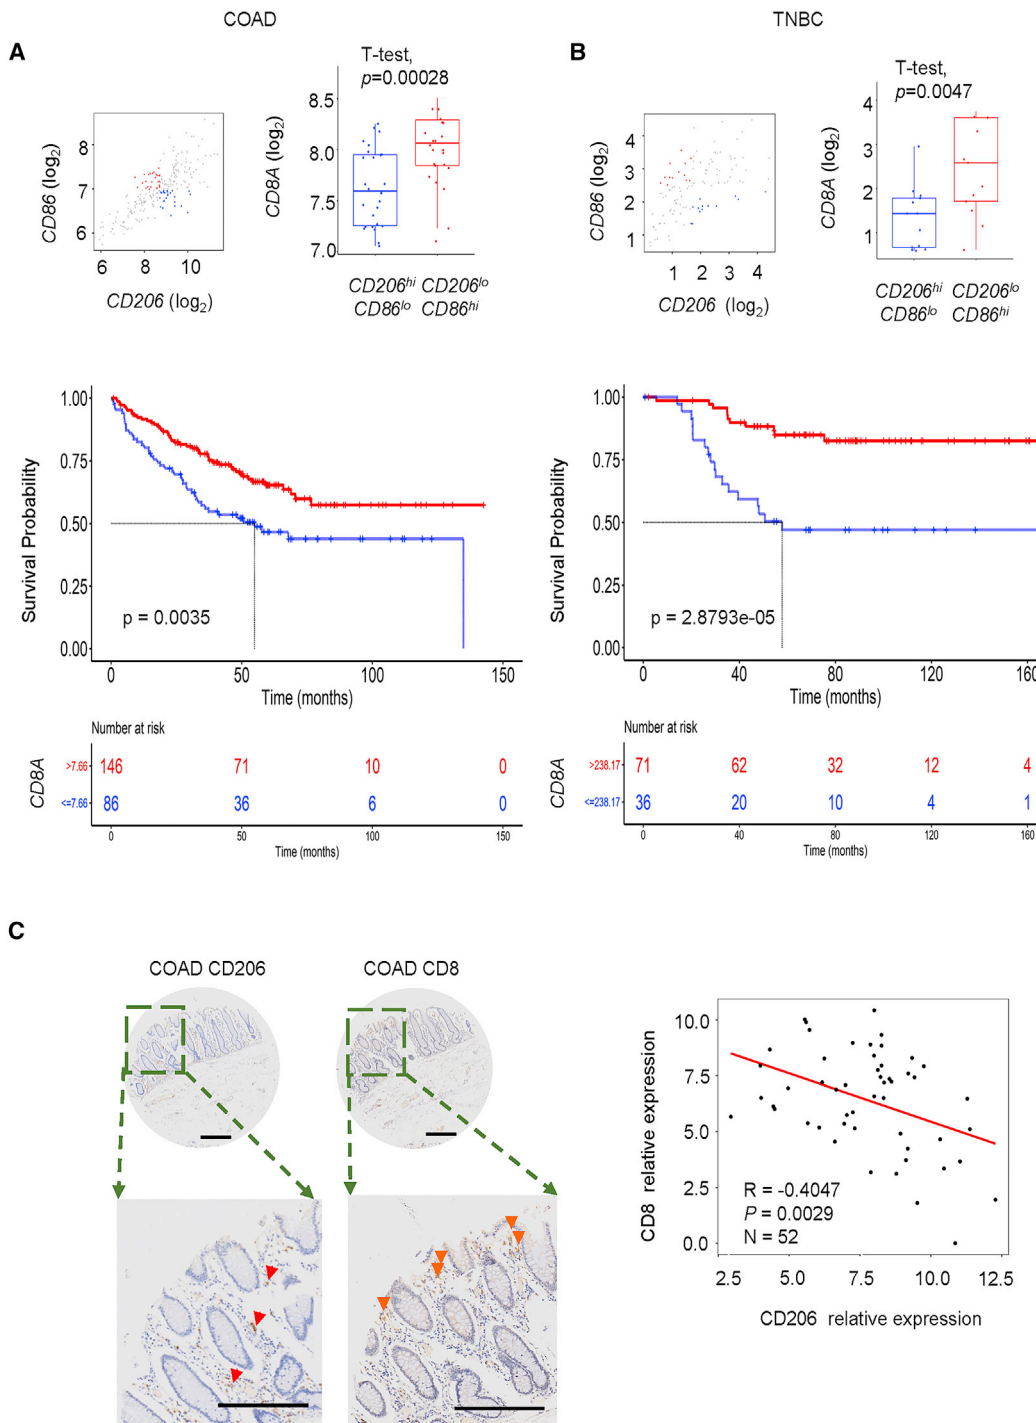 COAD
TNBC
A
T-test,
p=0.00028
CD86 (log2)
8
7
6
6 8 10
CD206 (log2)
CD8A (log2)
8.5
8.0
7.5
7.0
CD206hi CD206lo
CD86lo CD86hi
B
T-test,
p=0.0047
CD86 (log2)
4
3
2
1
1 2 3 4
CD206 (log2)
CD8A (log2)
4
3
2
1
CD206hi CD206lo
CD86lo CD86hi
Survival Probability
1.00
0.75
0.50
0.25
0.00
p = 0.0035
0 50 100 150
Time (months)
Number at risk
CD8A
>7.66 146 71 10 0
<=7.66 86 36 6 0
0 50 100 150
Time (months)
Survival Probability
1.00
0.75
0.50
0.25
0.00
p = 2.8793e-05
0 40 80 120 160
Time (months)
Number at risk
CD8A
>238.17 71 62 32 12 4
<=238.17 36 20 10 4 1
0 40 80 120 160
Time (months)
C
COAD CD206
COAD CD8
CD8 relative expression
10.0
7.5
5.0
2.5
0.0
R = -0.4047
P = 0.0029
N = 52
2.5 5.0 7.5 10.0 12.5
CD206 relative expression